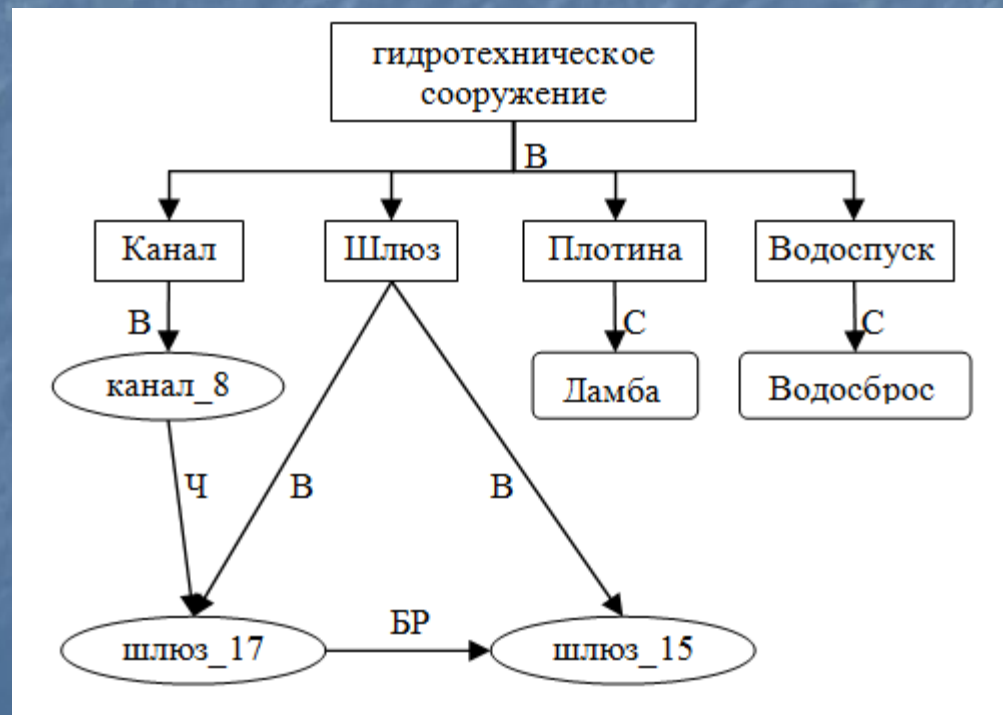 гидротехническое
сооружение
В
Канал
Шлюз
Плотина
Водоспуск
В
С
С
канал_8
Дамба
Водосброс
Ч
В
В
БР
шлюз_17
шлюз_15